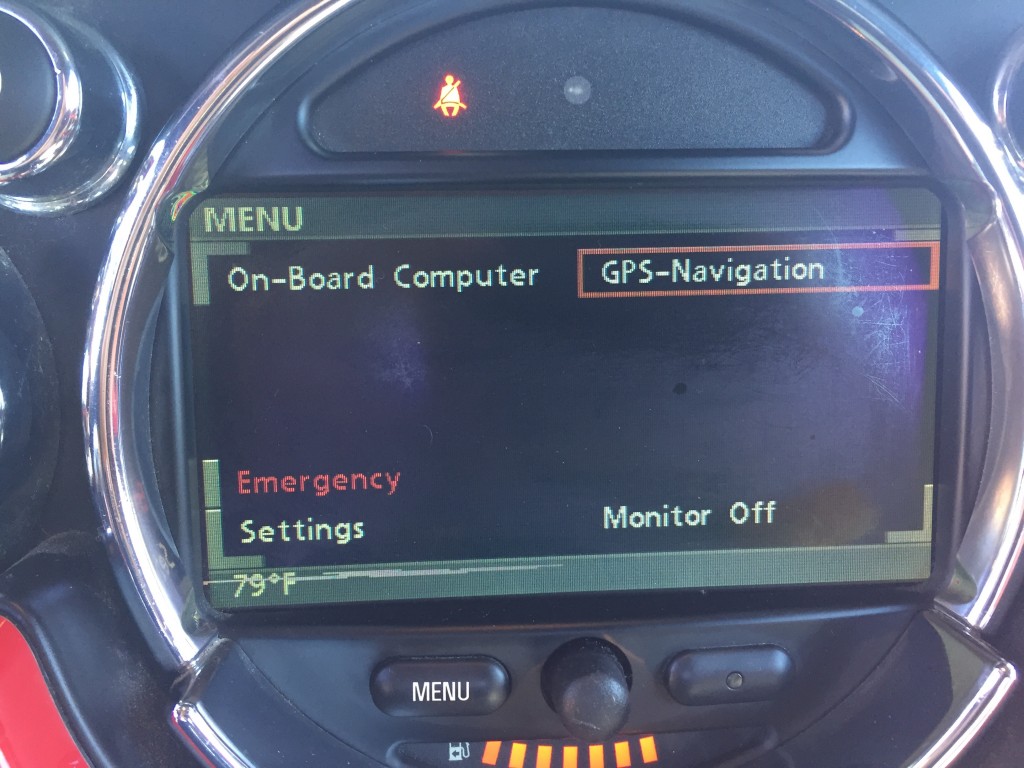 MENU
On-Board Computer GPS-Navigation
Emergency
Settings Monitor Off
79°F
MENU